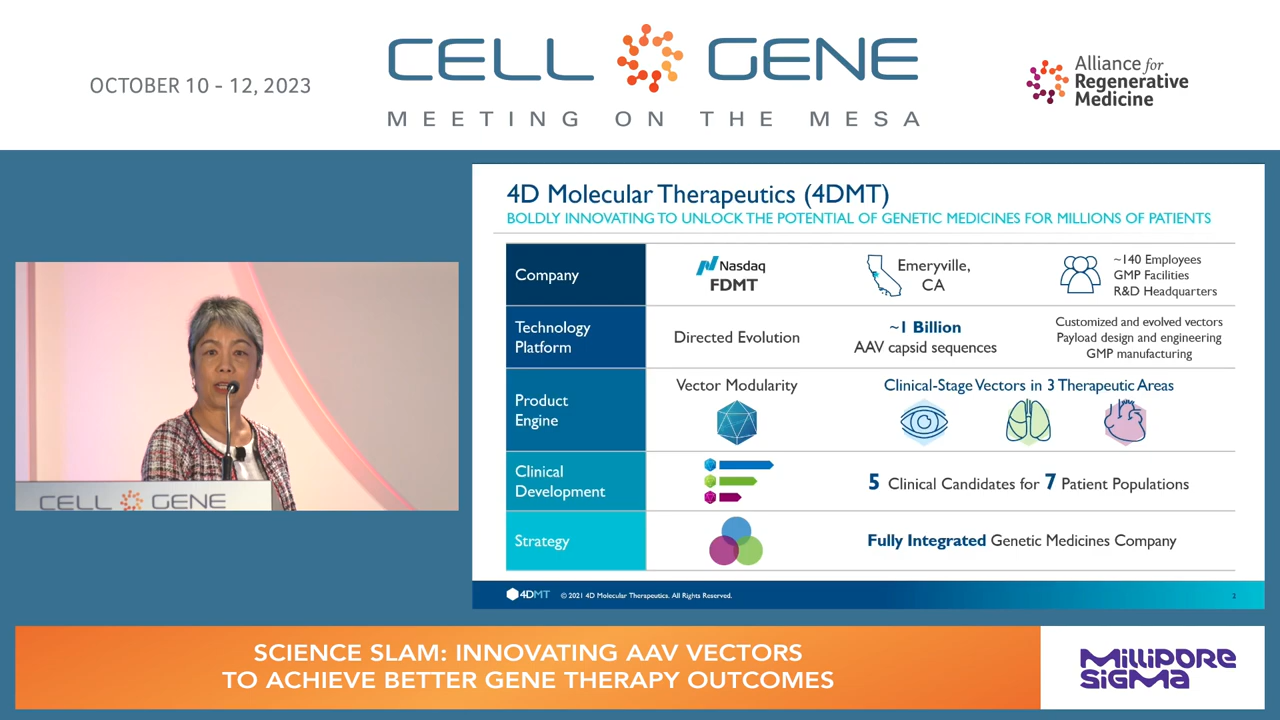 OCTOBER 10 - 12, 2023
CELL GENE
MEETING ON THE MESA
Alliance for
Regenerative
Medicine
4D Molecular Therapeutics (4DMT)
BOLDLY INNOVATING TO UNLOCK THE POTENTIAL OF GENETIC MEDICINES FOR MILLIONS OF PATIENTS
Company
Nasdaq
FDMT
Emeryville,
CA
~140 Employees
GMP Facilities
R&D Headquarters
Technology
Platform
Directed Evolution
~1 Billion
AAV capsid sequences
Customized and evolved vectors
Payload design and engineering
GMP manufacturing
Product
Engine
Vector Modularity
Clinical-Stage Vectors in 3 Therapeutic Areas
Clinical
Development
5 Clinical Candidates for 7 Patient Populations
Strategy
Fully Integrated Genetic Medicines Company
4DMT © 2021 4D Molecular Therapeutics. All Rights Reserved.
CELL GENE
SCIENCE SLAM: INNOVATING AAV VECTORS
TO ACHIEVE BETTER GENE THERAPY OUTCOMES
Millipore
Sigma